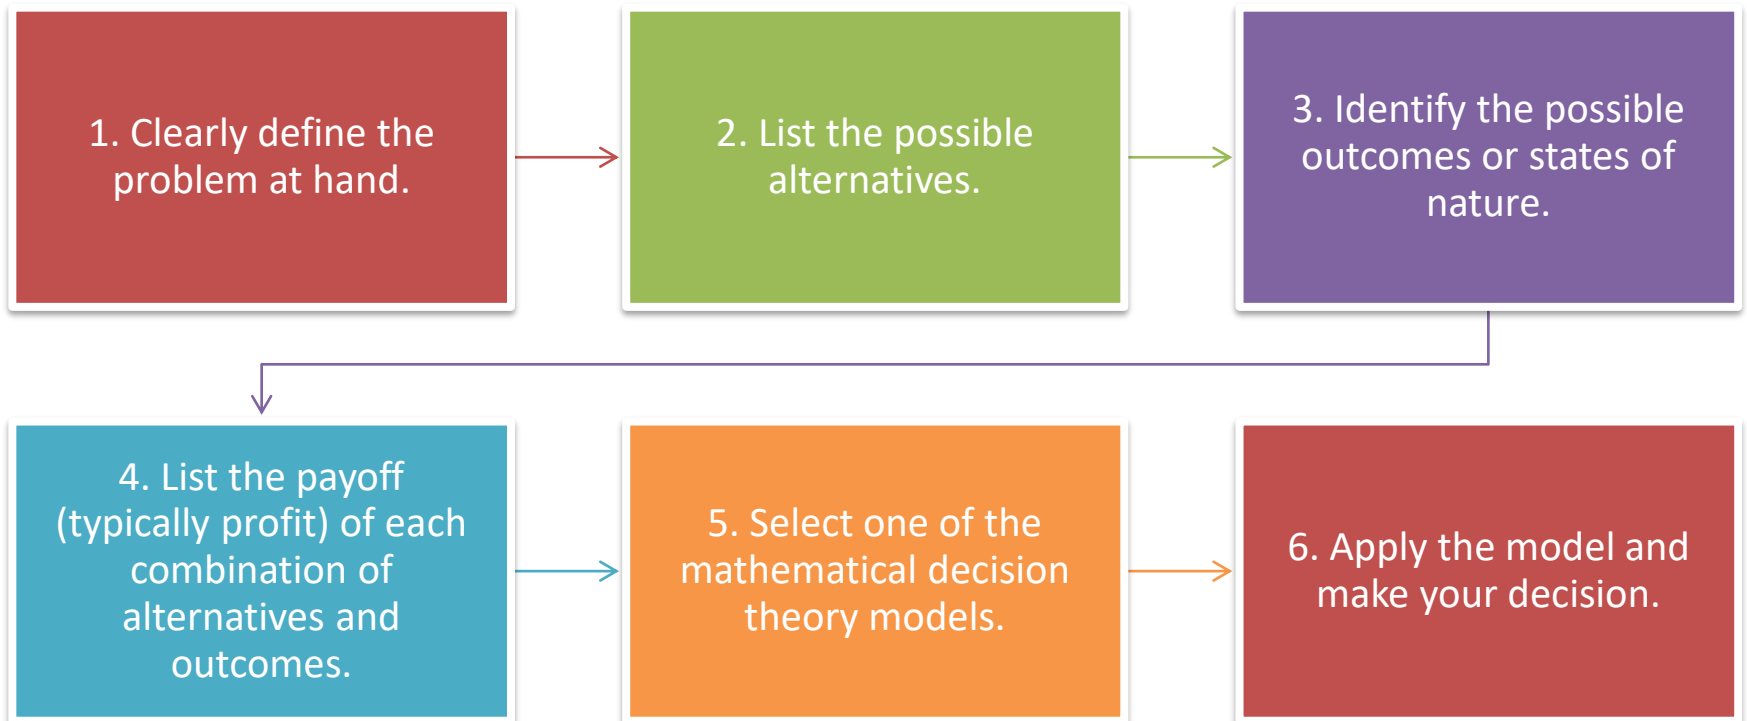 1. Clearly define the
problem at hand.
2. List the possible
alternatives.
3. Identify the possible
outcomes or states of
nature.
4. List the payoff
(typically profit) of each
combination of
alternatives and
outcomes.
5. Select one of the
mathematical decision
theory models.
6. Apply the model and
make your decision.